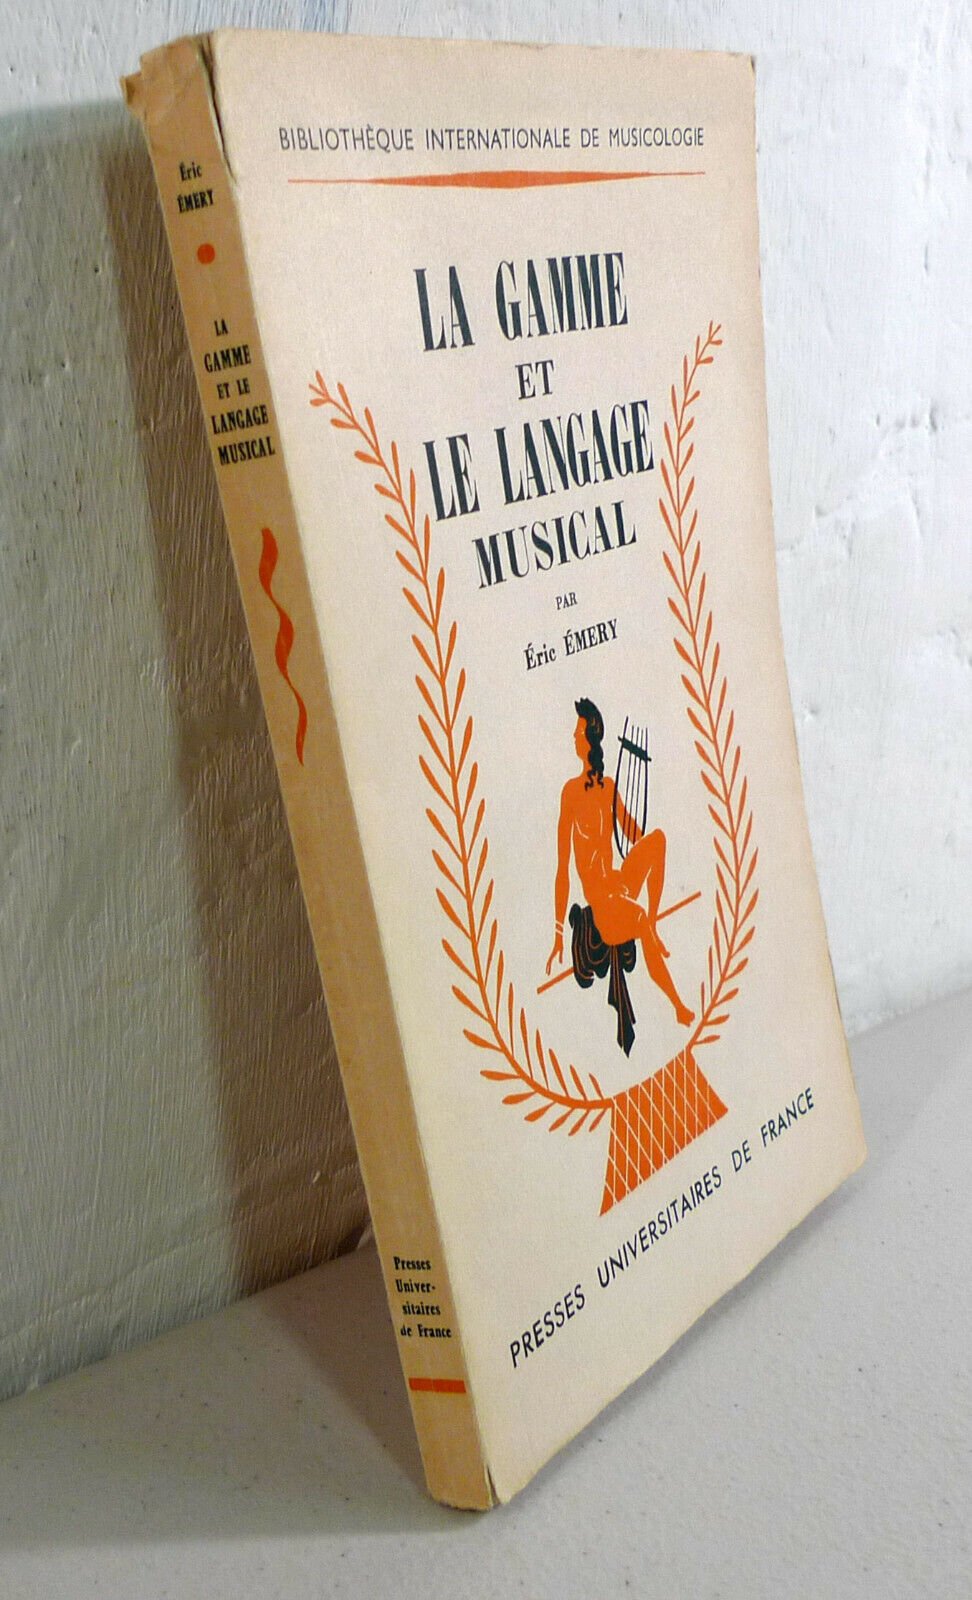 BIBLIOTHÈQUE INTERNATIONALE DE MUSICOLOGIE
LA GAMME
ET
LE LANGAGE
MUSICAL
PAR
Éric ÉMERY
PRESSES UNIVERSITAIRES DE FRANCE
Éric
ÉMERY
LA
GAMME
ET LE
LANGAGE
MUSICAL
Presses
Univer-
sitaires
de France